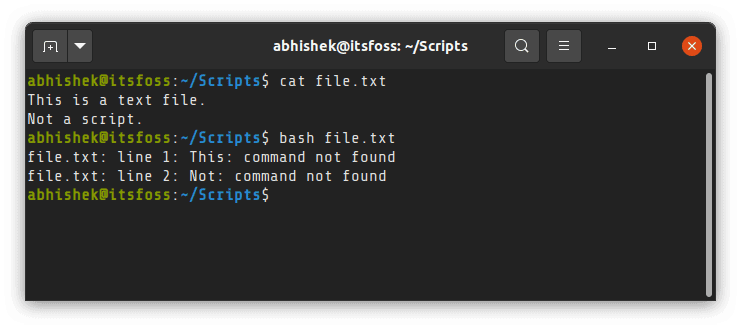 abhishek@itsfoss: ~/Scripts
abhishek@itsfoss:~/Scripts$ cat file.txt
This is a text file.
Not a script.
abhishek@itsfoss:~/Scripts$ bash file.txt
file.txt: line 1: This: command not found
file.txt: line 2: Not: command not found
abhishek@itsfoss:~/Scripts$